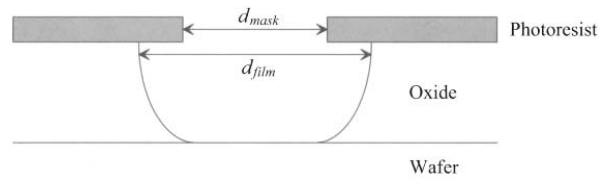 d_mask
Photoresist
d_film
Oxide
Wafer